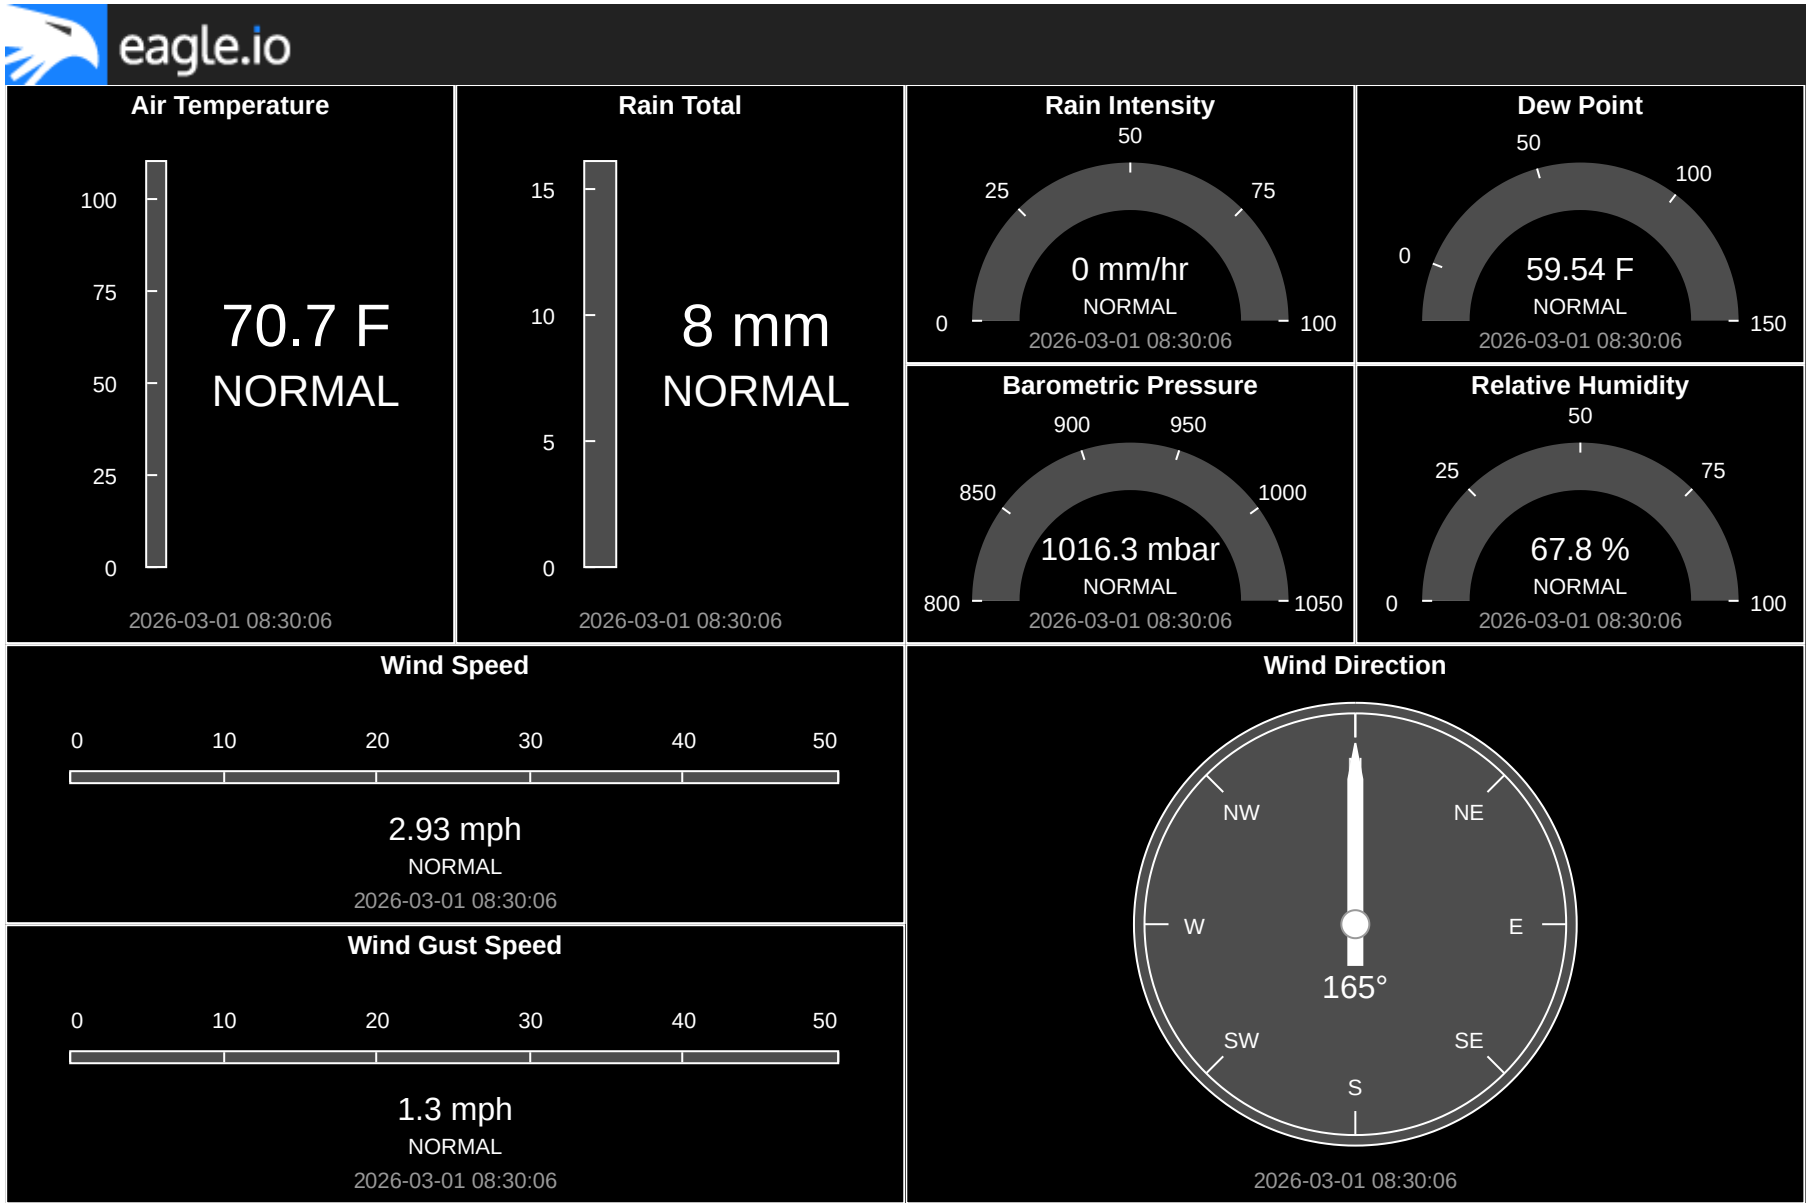 eagle.io
Air Temperature
100
75
50
25
0
70.7 F
NORMAL
2026-03-01 08:30:06
Rain Total
15
10
5
0
8 mm
NORMAL
2026-03-01 08:30:06
Rain Intensity
50
25
75
0
100
0 mm/hr
NORMAL
2026-03-01 08:30:06
Dew Point
50
100
0
150
59.54 F
NORMAL
2026-03-01 08:30:06
Barometric Pressure
900
950
850
1000
800
1050
1016.3 mbar
NORMAL
2026-03-01 08:30:06
Relative Humidity
50
25
75
0
100
67.8 %
NORMAL
2026-03-01 08:30:06
Wind Speed
0 10 20 30 40 50
2.93 mph
NORMAL
2026-03-01 08:30:06
Wind Gust Speed
0 10 20 30 40 50
1.3 mph
NORMAL
2026-03-01 08:30:06
Wind Direction
NW NE
W E
165°
SW SE
S
2026-03-01 08:30:06